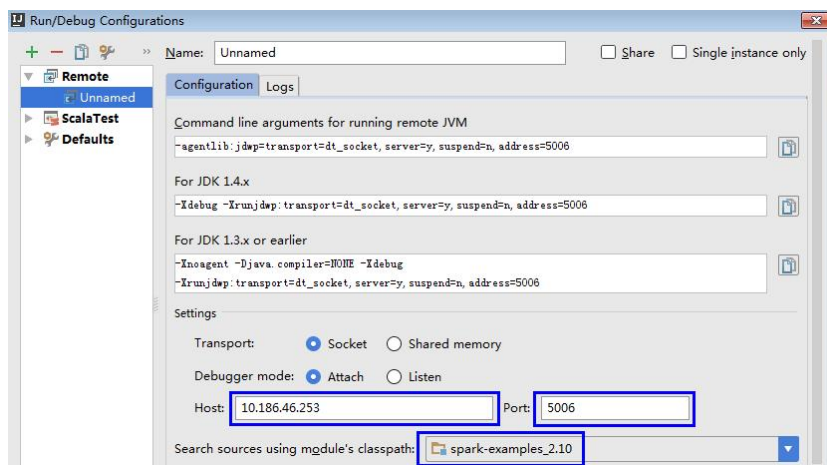 Run/Debug Configurations
Name: Unnamed Share Single instance only
Remote
Unnamed
ScalaTest
Defaults
Configuration Logs
Command line arguments for running remote JVM
-agentlib:jdwp=transport=dt_socket, server=y, suspend=n, address=5006
For JDK 1.4.x
-Xdebug -Xrunjdwp:transport=dt_socket, server=y, suspend=n, address=5006
For JDK 1.3.x or earlier
-Xnoagent -Djava.compiler=NONE -Xdebug
-Xrunjdwp:transport=dt_socket, server=y, suspend=n, address=5006
Settings
Transport: Socket Shared memory
Debugger mode: Attach Listen
Host: 10.186.46.253 Port: 5006
Search sources using module's classpath: spark-examples_2.10